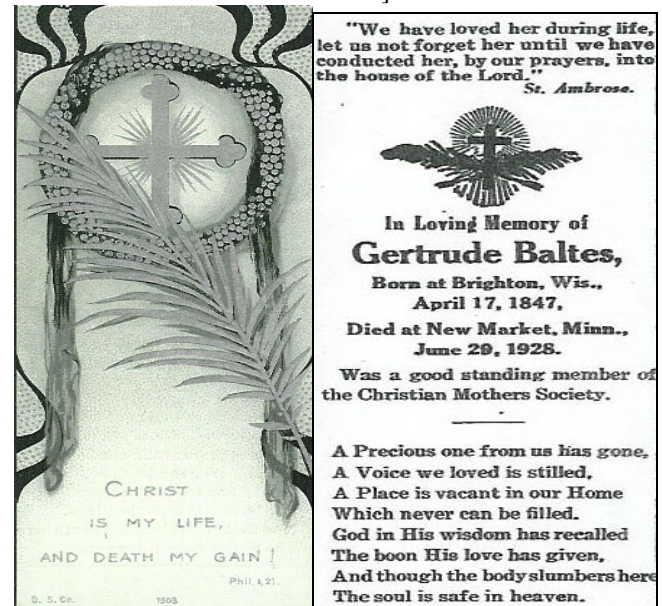 CHRIST
IS MY LIFE,
AND DEATH MY GAIN!
Phil. 1, 21.
D. S. Co. 1503
"We have loved her during life,
let us not forget her until we have
conducted her, by our prayers, into
the house of the Lord."
St. Ambrose.
In Loving Memory of
Gertrude Baltes,
Born at Brighton, Wis.,
April 17, 1847,
Died at New Market, Minn.,
June 29, 1928.
Was a good standing member of
the Christian Mothers Society.
A Precious one from us has gone,
A Voice we loved is stilled,
A Place is vacant in our Home
Which never can be filled.
God in His wisdom has recalled
The boon His love has given,
And though the body slumbers here
The soul is safe in heaven.